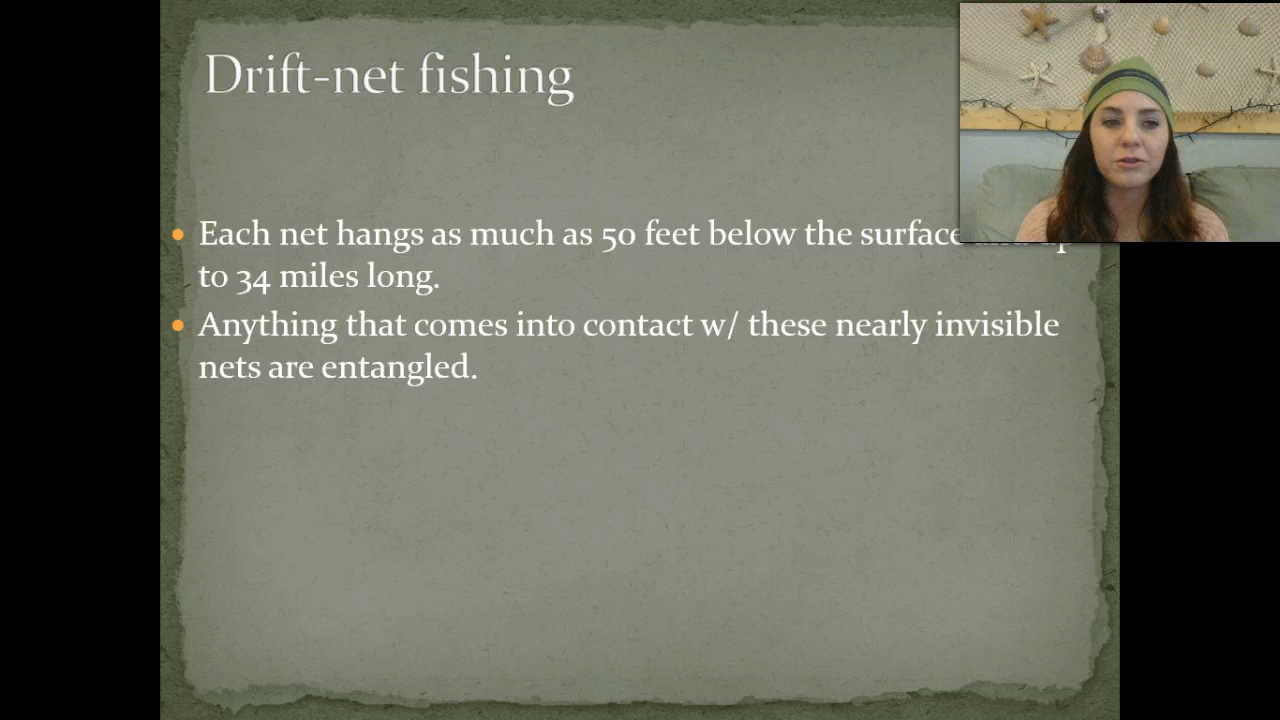 Drift-net fishing
Each net hangs as much as 50 feet below the surface
to 34 miles long.
Anything that comes into contact w/ these nearly invisible
nets are entangled.